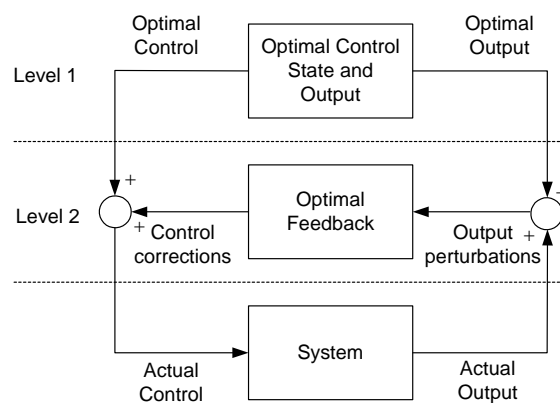 Optimal
Control
Optimal Control
State and
Output
Optimal
Output
Level 1
+
-
Level 2
+
Optimal
Feedback
+
Control
corrections
Output
perturbations
System
Actual
Control
Actual
Output